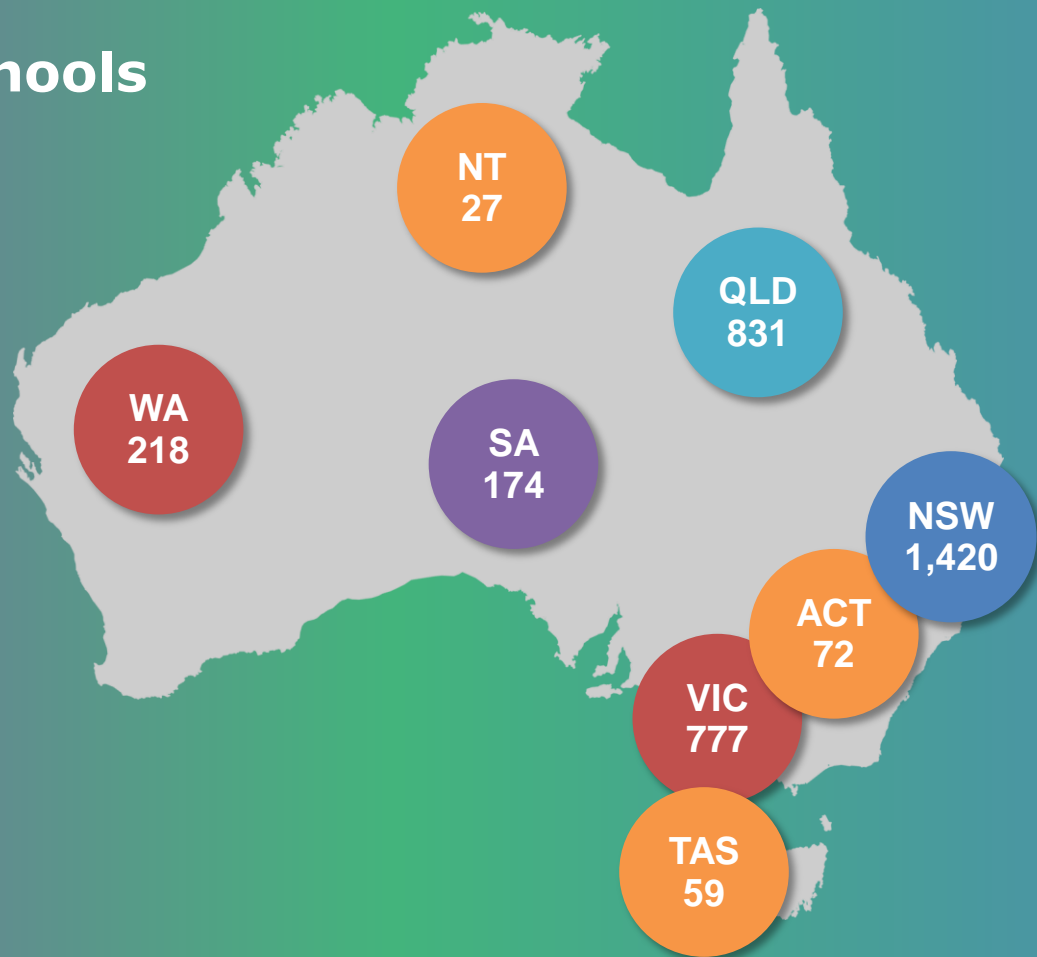 hools
NT
27
QLD
831
WA
218
SA
174
NSW
1,420
ACT
72
VIC
777
TAS
59